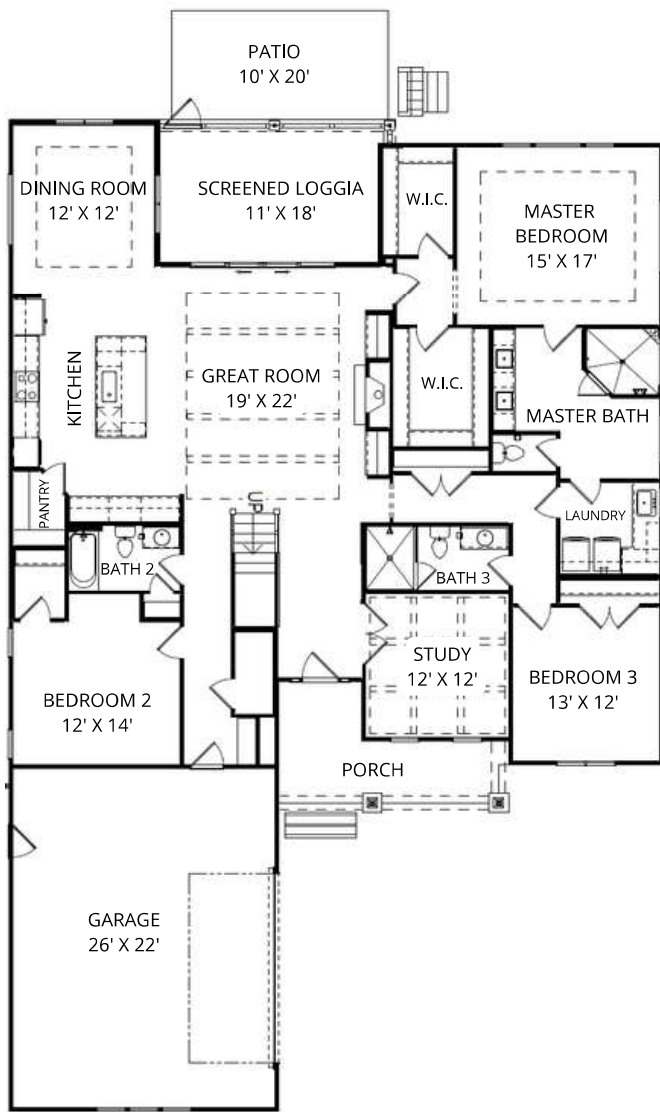 PATIO
10' X 20'
DINING ROOM
12' X 12'
SCREENED LOGGIA
11' X 18'
W.I.C.
MASTER
BEDROOM
15' X 17'
KITCHEN
GREAT ROOM
19' X 22'
W.I.C.
MASTER BATH
PANTRY
UP
LAUNDRY
BATH 2
BATH 3
BEDROOM 2
12' X 14'
STUDY
12' X 12'
BEDROOM 3
13' X 12'
PORCH
GARAGE
26' X 22'